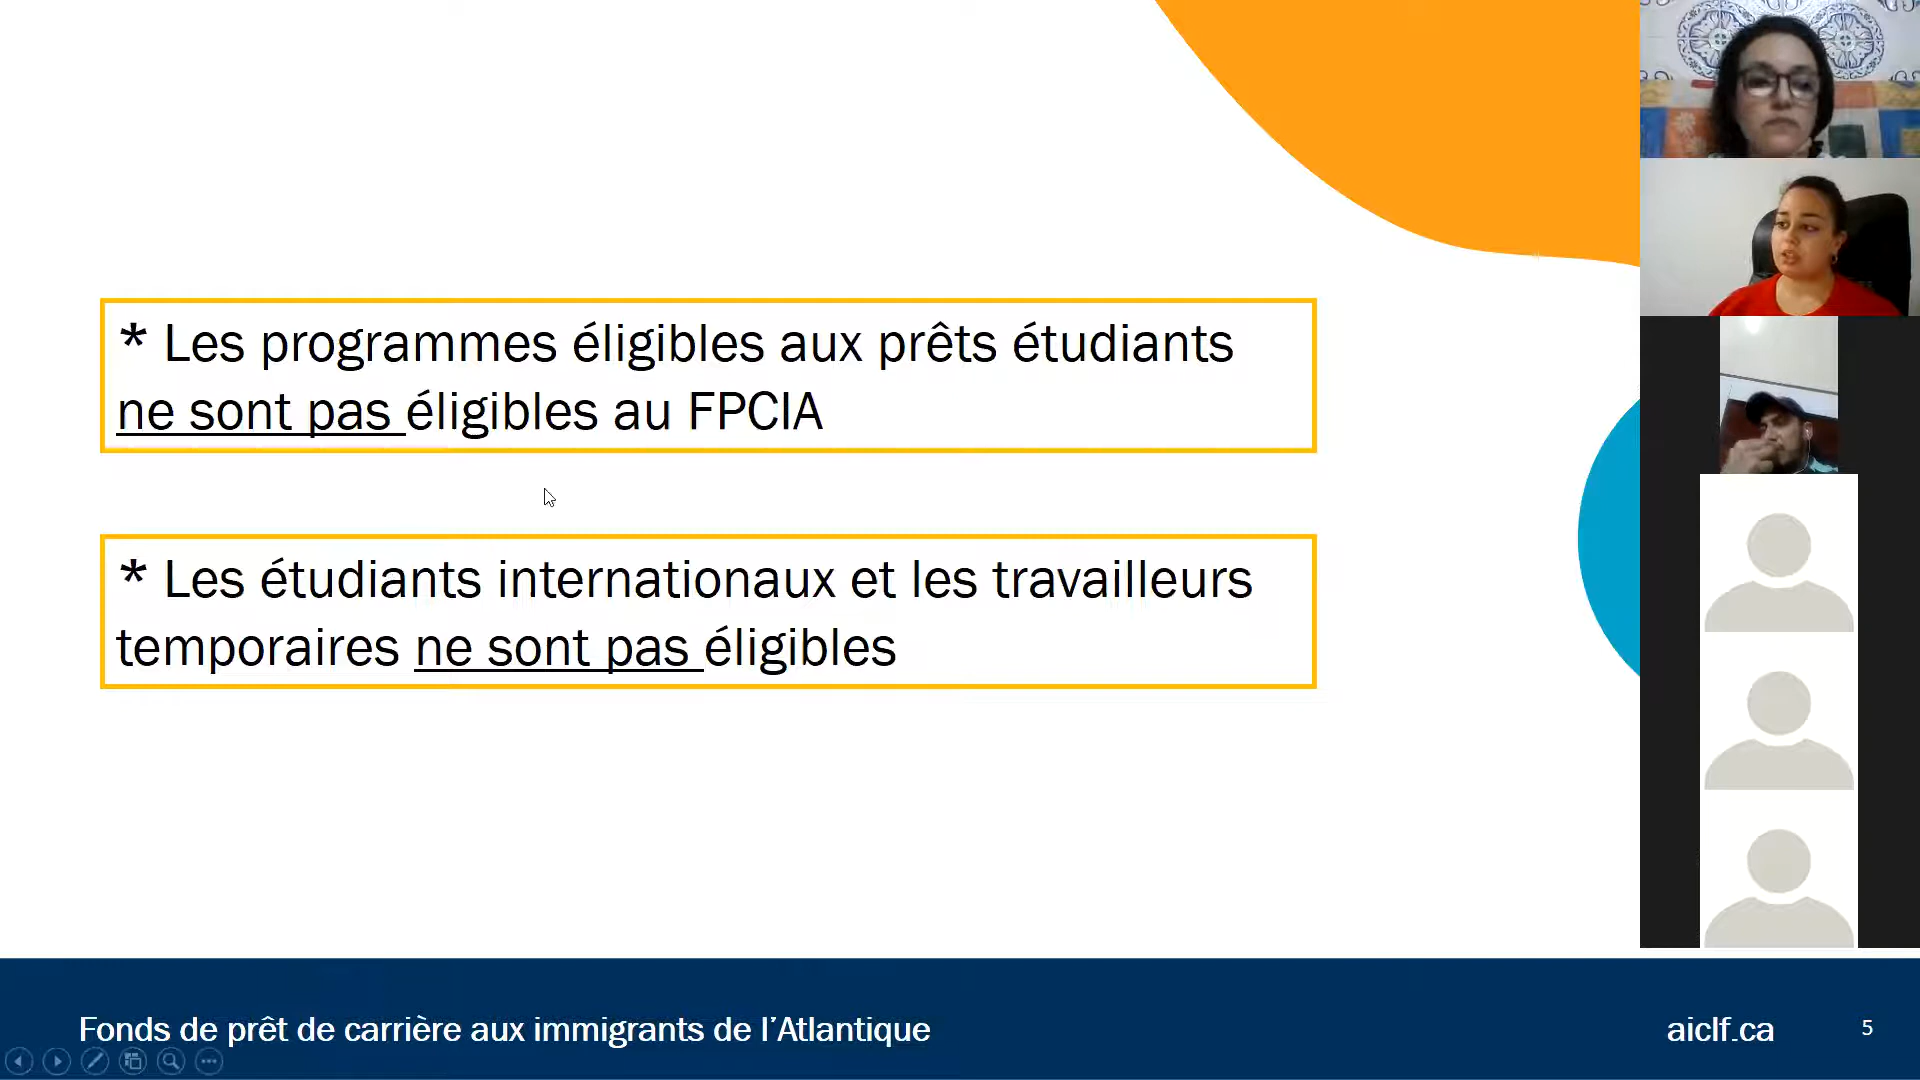 * Les programmes éligibles aux prêts étudiants
ne sont pas éligibles au FPCIA
* Les étudiants internationaux et les travailleurs
temporaires ne sont pas éligibles
Fonds de prêt de carrière aux immigrants de l’Atlantique
aiclf.ca
5